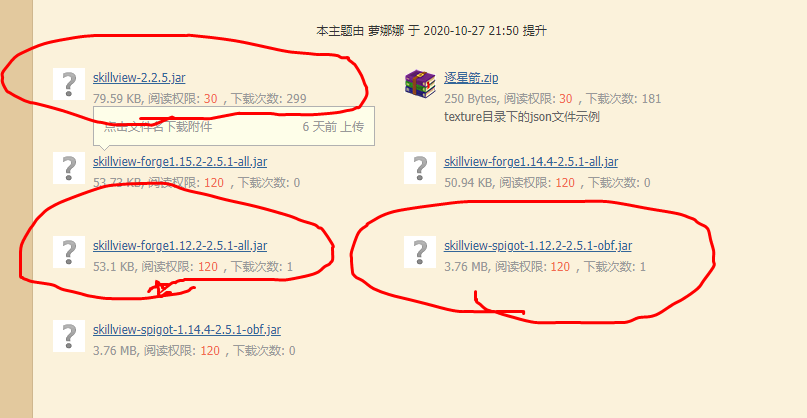 本主题由 萝娜娜 于 2020-10-27 21:50 提升
skillview-2.2.5.jar
79.59 KB, 阅读权限: 30 , 下载次数: 299
点击文件名下载附件 6 天前 上传
逐星箭.zip
250 Bytes, 阅读权限: 30 , 下载次数: 181
texture目录下的json文件示例
skillview-forge1.15.2-2.5.1-all.jar
53.73 KB, 阅读权限: 120 , 下载次数: 0
skillview-forge1.14.4-2.5.1-all.jar
50.94 KB, 阅读权限: 120 , 下载次数: 0
skillview-forge1.12.2-2.5.1-all.jar
53.1 KB, 阅读权限: 120 , 下载次数: 1
skillview-spigot-1.12.2-2.5.1-obf.jar
3.76 MB, 阅读权限: 120 , 下载次数: 1
skillview-spigot-1.14.4-2.5.1-obf.jar
3.76 MB, 阅读权限: 120 , 下载次数: 0